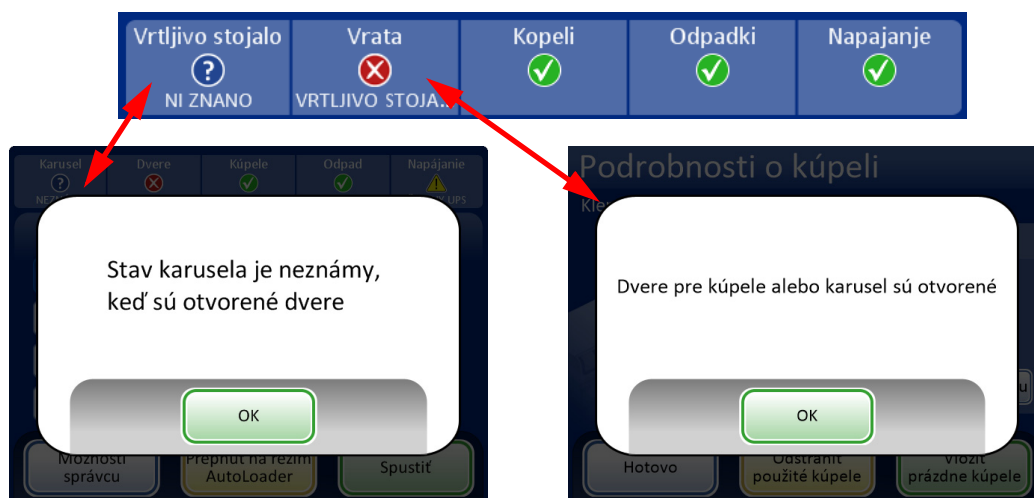 Vrtljivo stojalo
Vrata
Kopeli
Odpadki
Napajanje
NI ZNANO
VRTLJIVO STOJA...
Karusel
Dvere
Kúpele
Odpad
Napájanie
UPS
Stav karusela je neznámy,
keď sú otvorené dvere
OK
Možnosti
správcu
Prepnúť na režim
AutoLoader
Spustiť
Podrobnosti o kúpeli
Dvere pre kúpele alebo karusel sú otvorené
OK
Hotovo
Odstrániť
použité kúpele
Vložiť
prázdne kúpele